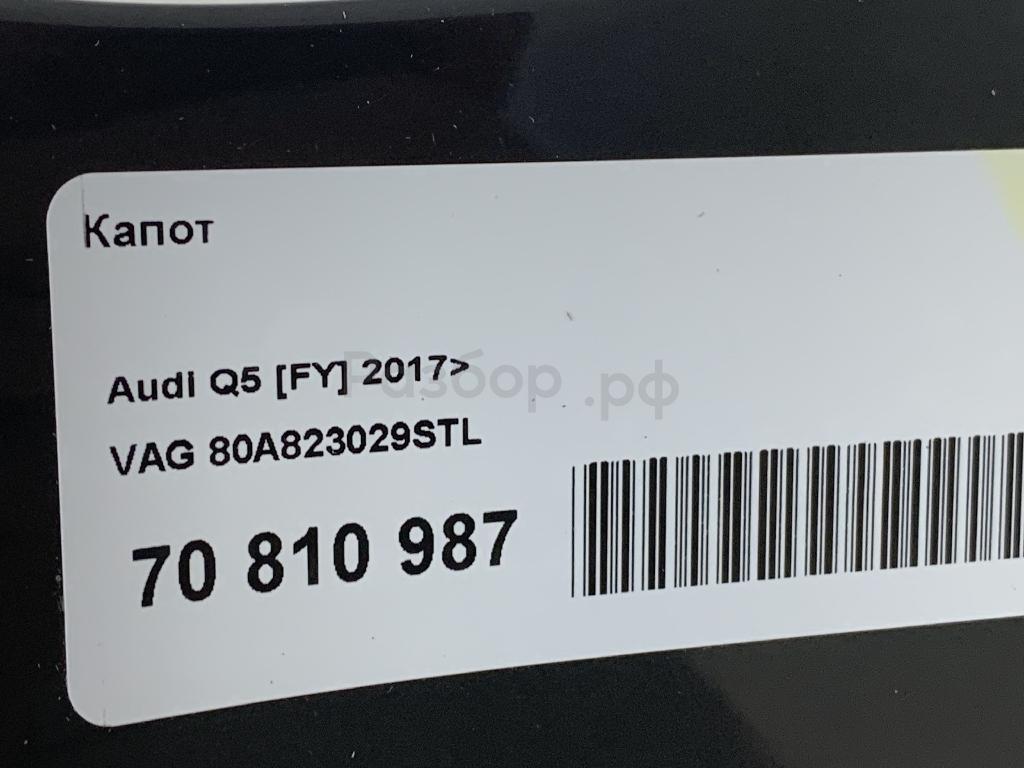 Капот
Audi Q5 [FY] 2017>
Разбор.рф
VAG 80A823029STL
70 810 987